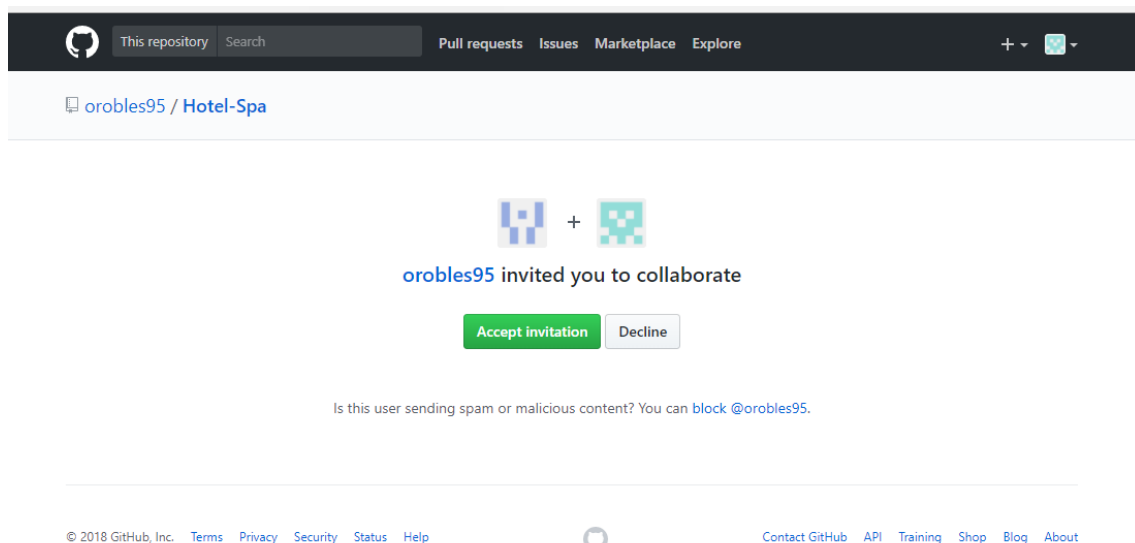 This repository Search Pull requests Issues Marketplace Explore
orobles95 / Hotel-Spa
+
orobles95 invited you to collaborate
Accept invitation Decline
Is this user sending spam or malicious content? You can block @orobles95.
© 2018 GitHub, Inc. Terms Privacy Security Status Help Contact GitHub API Training Shop Blog About